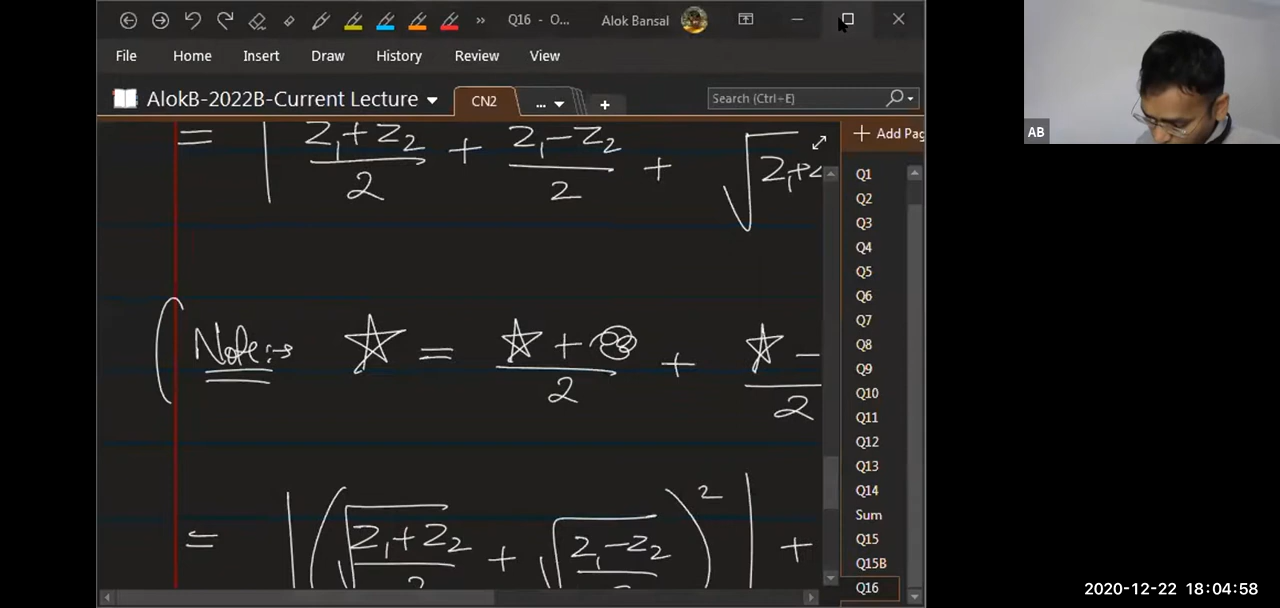 Q16 - O... Alok Bansal
File Home Insert Draw History Review View
AlokB-2022B-Current Lecture CN2 ... + Search (Ctrl+E)
+ Add Pag
Q1
Q2
Q3
Q4
Q5
Q6
Q7
Q8
Q9
Q10
Q11
Q12
Q13
Q14
Sum
Q15
Q15B
Q16
= | (z₁+z₂)/2 + (z₁-z₂)/2 + √z₁+z
(Note:→ ☆ = (☆ + )/2 + (☆ - )/2
= | (√(z₁+z₂)/2 + √(z₁-z₂)/2)² | +
AB
2020-12-22 18:04:58